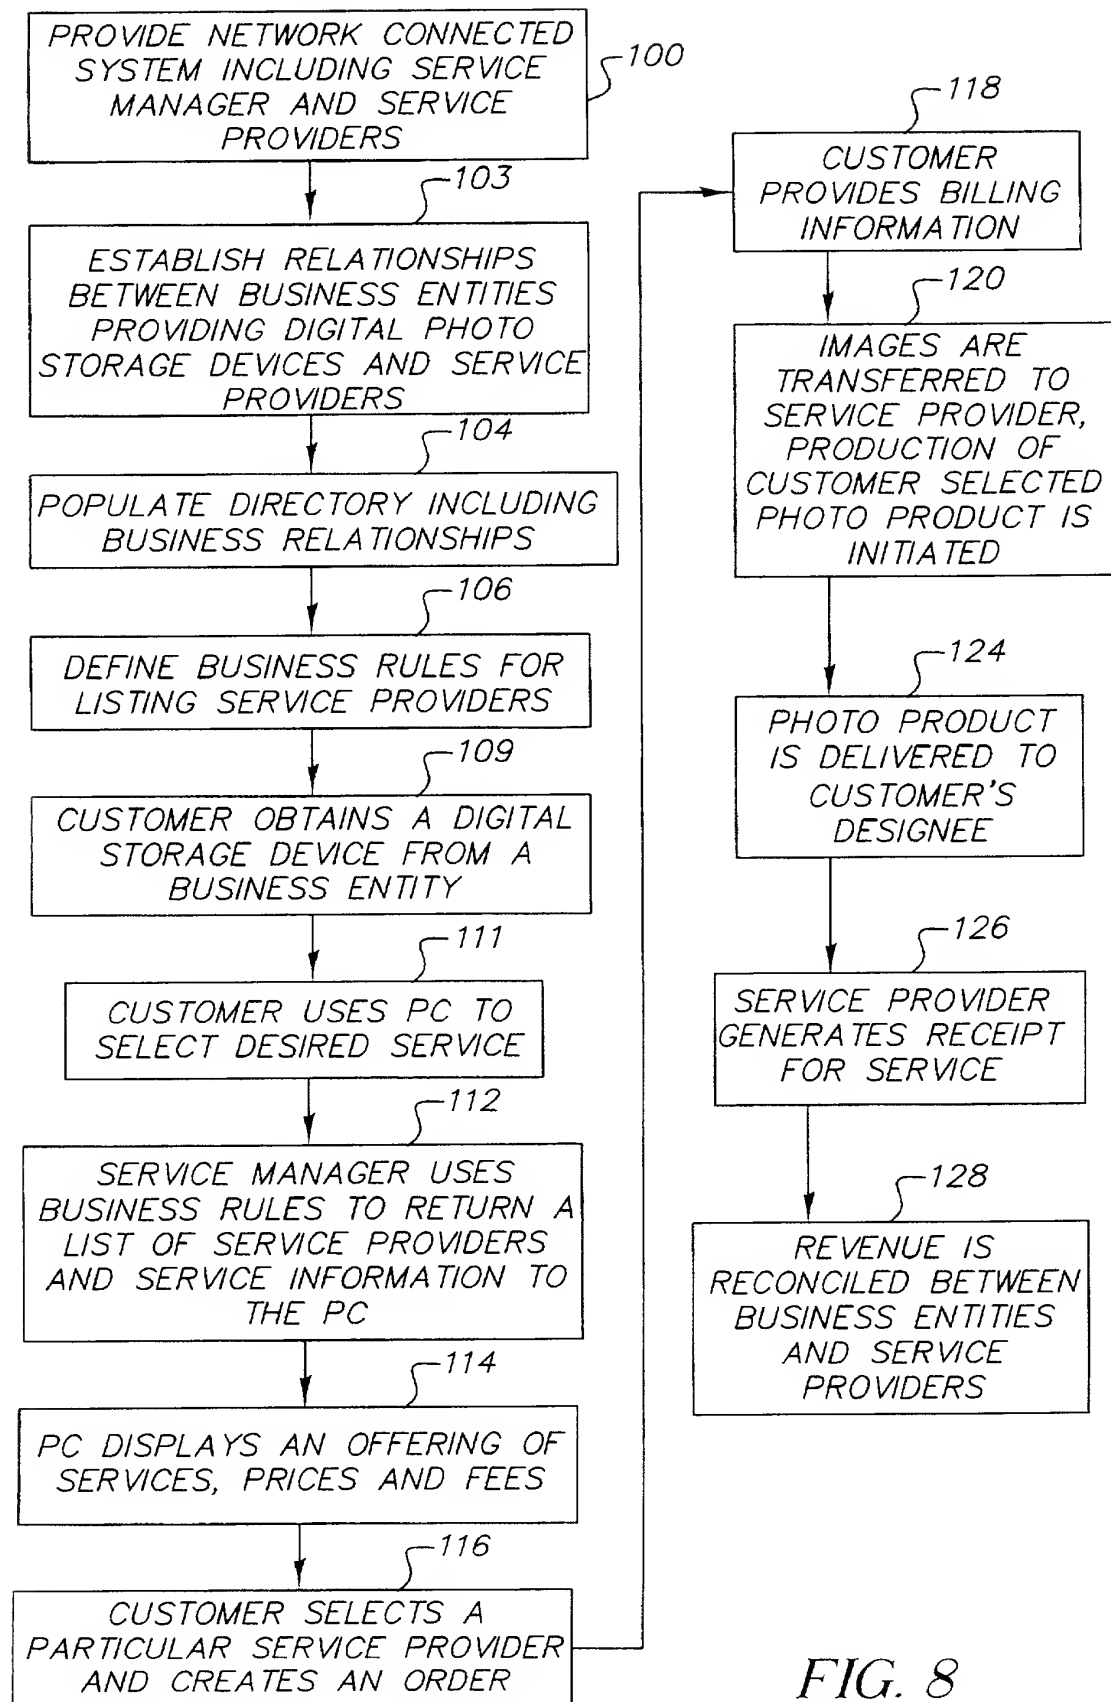 PROVIDE NETWORK CONNECTED
SYSTEM INCLUDING SERVICE
MANAGER AND SERVICE
PROVIDERS
100
103
ESTABLISH RELATIONSHIPS
BETWEEN BUSINESS ENTITIES
PROVIDING DIGITAL PHOTO
STORAGE DEVICES AND SERVICE
PROVIDERS
104
POPULATE DIRECTORY INCLUDING
BUSINESS RELATIONSHIPS
106
DEFINE BUSINESS RULES FOR
LISTING SERVICE PROVIDERS
109
CUSTOMER OBTAINS A DIGITAL
STORAGE DEVICE FROM A
BUSINESS ENTITY
111
CUSTOMER USES PC TO
SELECT DESIRED SERVICE
112
SERVICE MANAGER USES
BUSINESS RULES TO RETURN A
LIST OF SERVICE PROVIDERS
AND SERVICE INFORMATION TO
THE PC
114
PC DISPLAYS AN OFFERING OF
SERVICES, PRICES AND FEES
116
CUSTOMER SELECTS A
PARTICULAR SERVICE PROVIDER
AND CREATES AN ORDER
118
CUSTOMER
PROVIDES BILLING
INFORMATION
120
IMAGES ARE
TRANSFERRED TO
SERVICE PROVIDER,
PRODUCTION OF
CUSTOMER SELECTED
PHOTO PRODUCT IS
INITIATED
124
PHOTO PRODUCT
IS DELIVERED TO
CUSTOMER'S
DESIGNEE
126
SERVICE PROVIDER
GENERATES RECEIPT
FOR SERVICE
128
REVENUE IS
RECONCILED BETWEEN
BUSINESS ENTITIES
AND SERVICE
PROVIDERS
FIG. 8